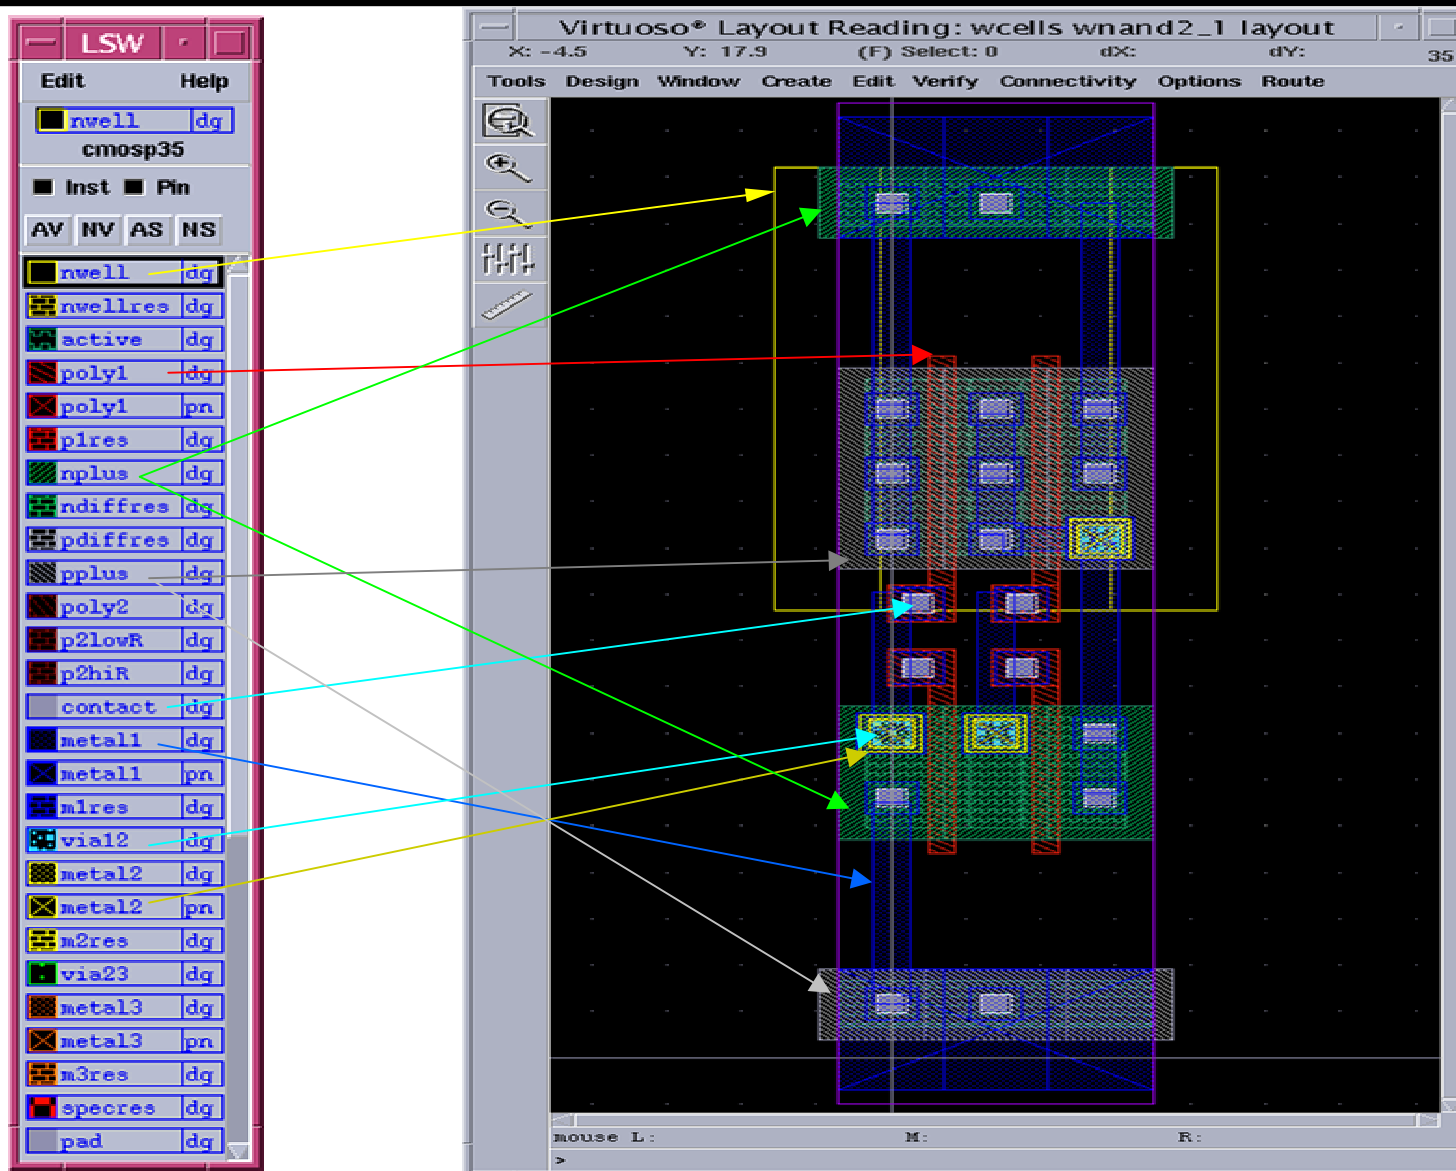 LSW
Edit Help
nwell dg
cmosp35
Inst Pin
AV NV AS NS
nwell dg
nwellres dg
active dg
poly1 dg
poly1 pn
p1res dg
nplus dg
ndiffres dg
pdiffres dg
pplus dg
poly2 dg
p2lowR dg
p2hiR dg
contact dg
metal1 dg
metal1 pn
m1res dg
via12 dg
metal2 dg
metal2 pn
m2res dg
via23 dg
metal3 dg
metal3 pn
m3res dg
specres dg
pad dg
Virtuoso® Layout Reading: wcells wnand2_1 layout
X: -4.5 Y: 17.9 (F) Select: 0 dX: dY: 35
Tools Design Window Create Edit Verify Connectivity Options Route
mouse L: M: R:
>